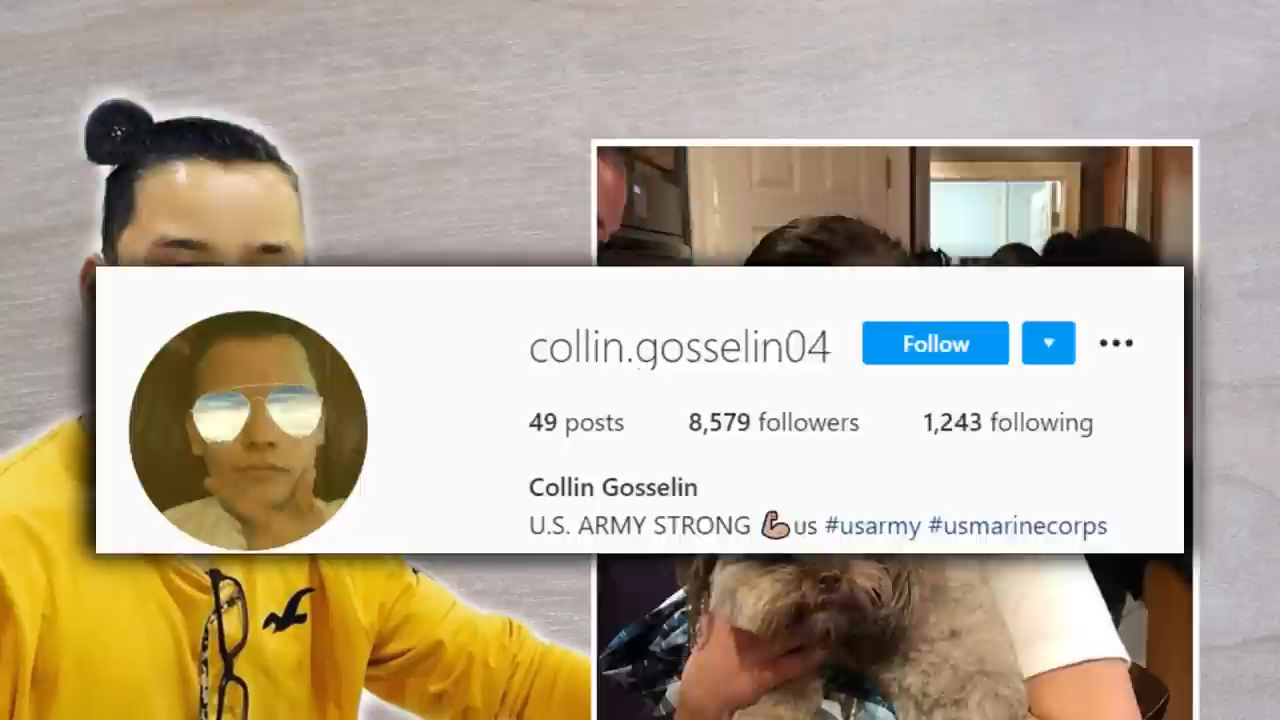 collin.gosselin04 Follow ▼ •••
49 posts 8,579 followers 1,243 following
Collin Gosselin
U.S. ARMY STRONG 💪🏼us #usarmy #usmarinecorps